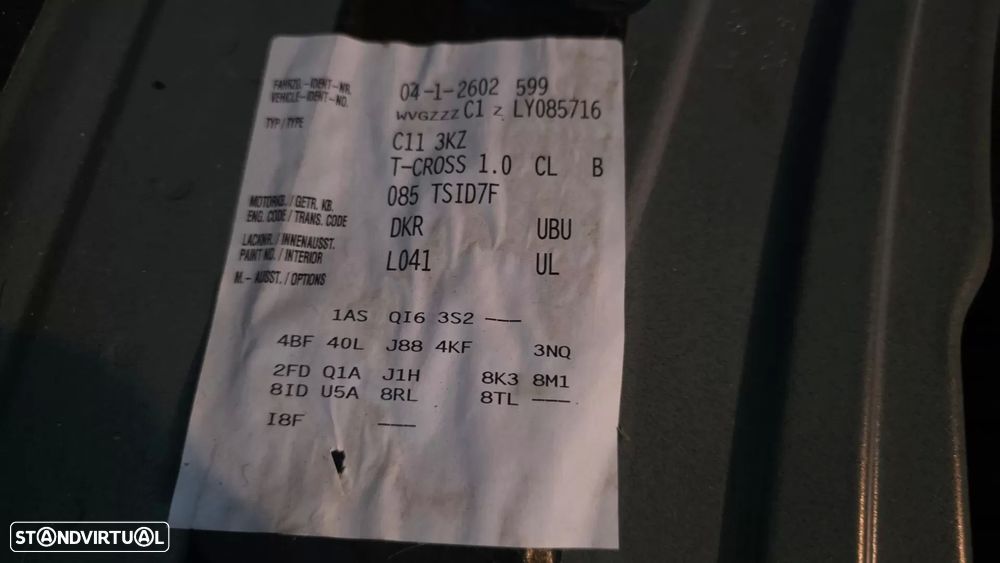 FAHRZG.-IDENT-NR. 04-1-2602 599
VEHICLE-IDENT-NO. WVGZZZ C1 Z LY085716
TYP / TYPE C11 3KZ
T-CROSS 1.0 CL B
085 TSID7F
MOTORKB. / GETR. KB.
ENG. CODE / TRANS. CODE DKR UBU
LACKNR. / INNENAUSST.
PAINT NO. / INTERIOR L041 UL
M.- AUSST. / OPTIONS
1AS QI6 3S2 ---
4BF 40L J88 4KF 3NQ
2FD Q1A J1H 8K3 8M1
8ID U5A 8RL 8TL ---
I8F ---
STANDVIRTUAL